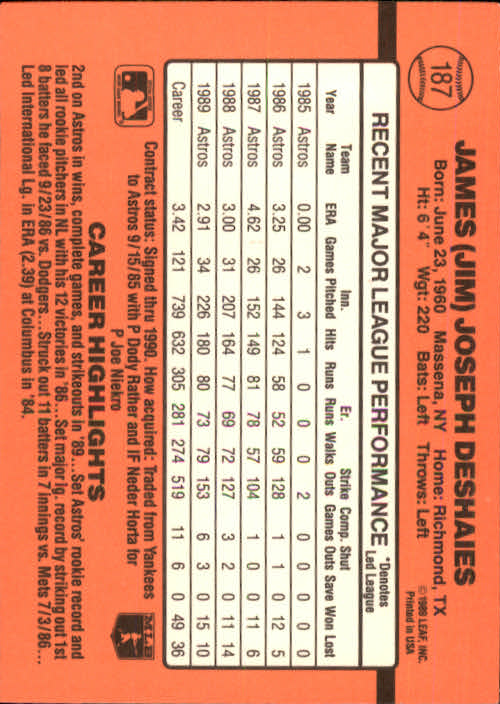 187
JAMES (JIM) JOSEPH DESHAIES
Born: June 23, 1960 Massena, NY Home: Richmond, TX
Ht: 6'4" Wgt: 220 Bats: Left Throws: Left
© 1989 LEAF, INC.
Printed in USA
RECENT MAJOR LEAGUE PERFORMANCE
*Denotes
Led League
Year Team Name ERA Games Inn. Pitched Hits Runs Er. Runs Walks Strike Outs Comp. Games Shut Outs Save Won Lost
1985 Astros 0.00 2 3 1 0 0 0 2 0 0 0 0 0
1986 Astros 3.25 26 144 124 58 52 59 128 1 1 0 12 5
1987 Astros 4.62 26 152 149 81 78 57 104 1 0 0 11 6
1988 Astros 3.00 31 207 164 77 69 72 127 3 2 0 11 14
1989 Astros 2.91 34 226 180 80 73 79 153 6 3 0 15 10
Career 3.42 121 739 632 305 281 274 519 11 6 0 49 36
Contract status: Signed thru 1990. How acquired: Traded from Yankees
to Astros 9/15/85 with P Dody Rather and IF Neder Horta for
P Joe Niekro
MLB
CAREER HIGHLIGHTS
2nd on Astros in wins, complete games, and strikeouts in '89...Set Astros' rookie record and
led all rookie pitchers in NL with his 12 victories in '86...Set major lg. record by striking out 1st
8 batters he faced 9/23/86 vs. Dodgers...Struck out 11 batters in 7 innings vs. Mets 7/3/86...
Led International Lg. in ERA (2.39) at Columbus in '84.